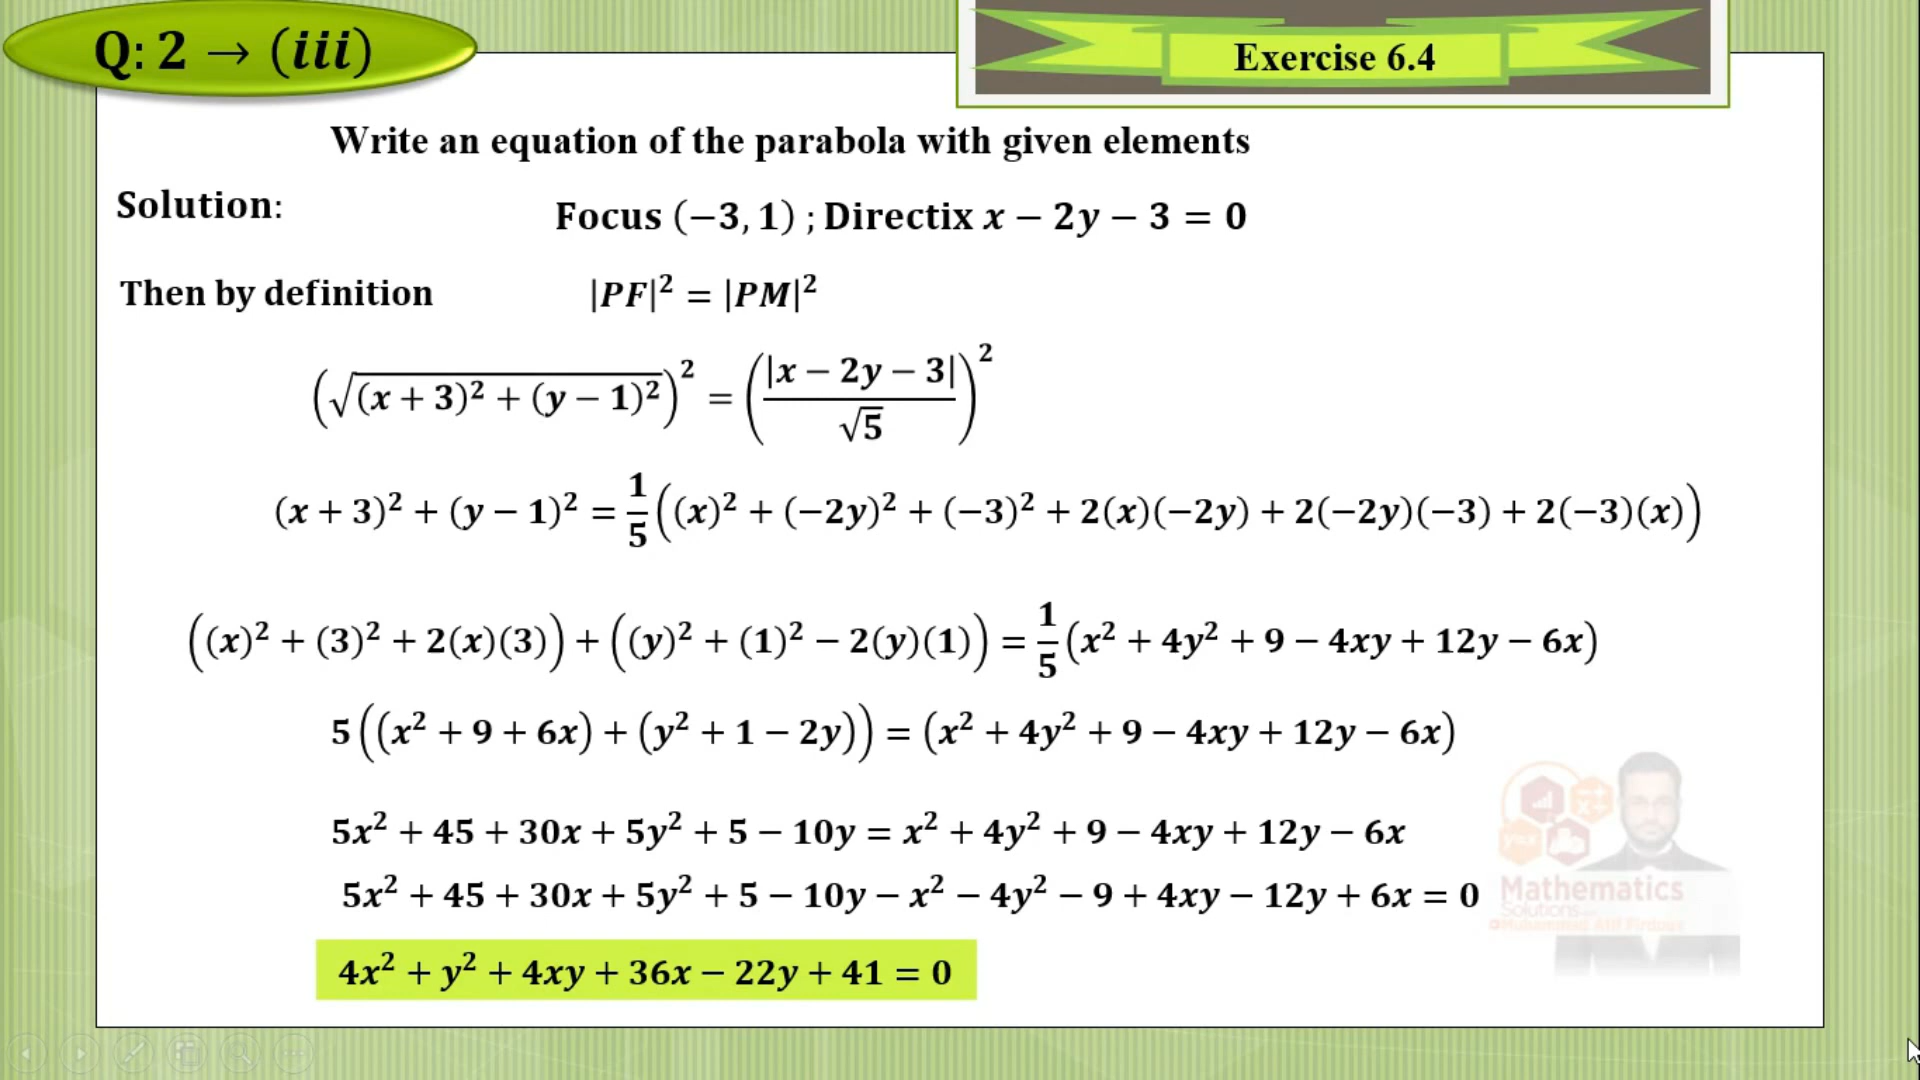 Q: 2 → (iii)
Exercise 6.4
Write an equation of the parabola with given elements
Solution:
Focus (−3, 1) ; Directix x − 2y − 3 = 0
Then by definition |PF|² = |PM|²
(√((x + 3)² + (y − 1)²))² = (|x − 2y − 3| / √5)²
(x + 3)² + (y − 1)² = 1/5 ((x)² + (−2y)² + (−3)² + 2(x)(−2y) + 2(−2y)(−3) + 2(−3)(x))
((x)² + (3)² + 2(x)(3)) + ((y)² + (1)² − 2(y)(1)) = 1/5 (x² + 4y² + 9 − 4xy + 12y − 6x)
5((x² + 9 + 6x) + (y² + 1 − 2y)) = (x² + 4y² + 9 − 4xy + 12y − 6x)
5x² + 45 + 30x + 5y² + 5 − 10y = x² + 4y² + 9 − 4xy + 12y − 6x
5x² + 45 + 30x + 5y² + 5 − 10y − x² − 4y² − 9 + 4xy − 12y + 6x = 0
4x² + y² + 4xy + 36x − 22y + 41 = 0
Mathematics
Solutions
Muhammad Atif Firdous